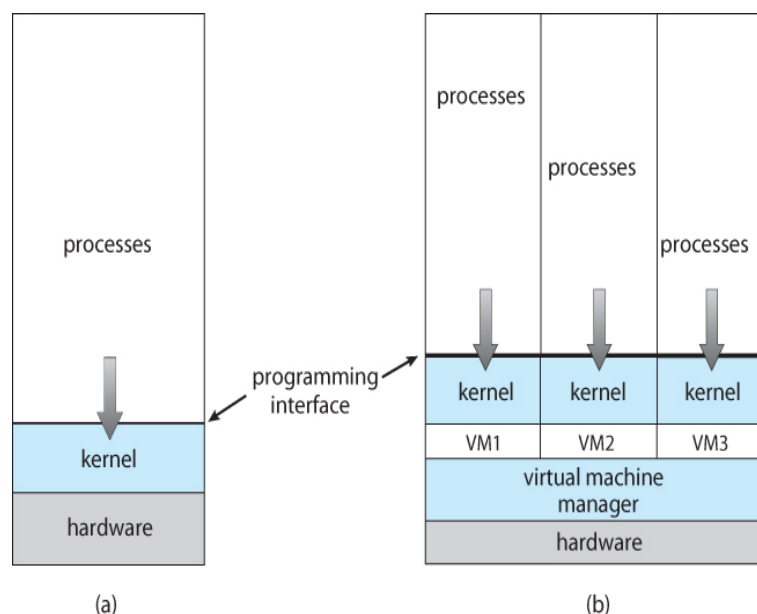 processes
processes
processes
processes
programming
interface
kernel
kernel
kernel
kernel
VM1
VM2
VM3
virtual machine
manager
hardware
hardware
(a)
(b)